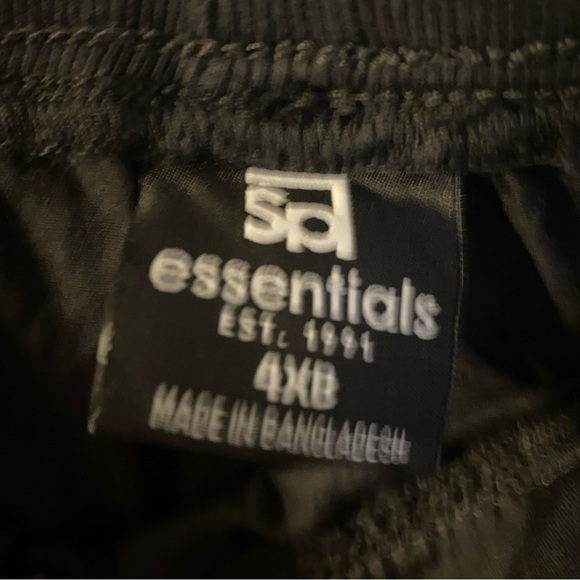 sp
essentials
EST. 1991
4XB
MADE IN BANGLADESH